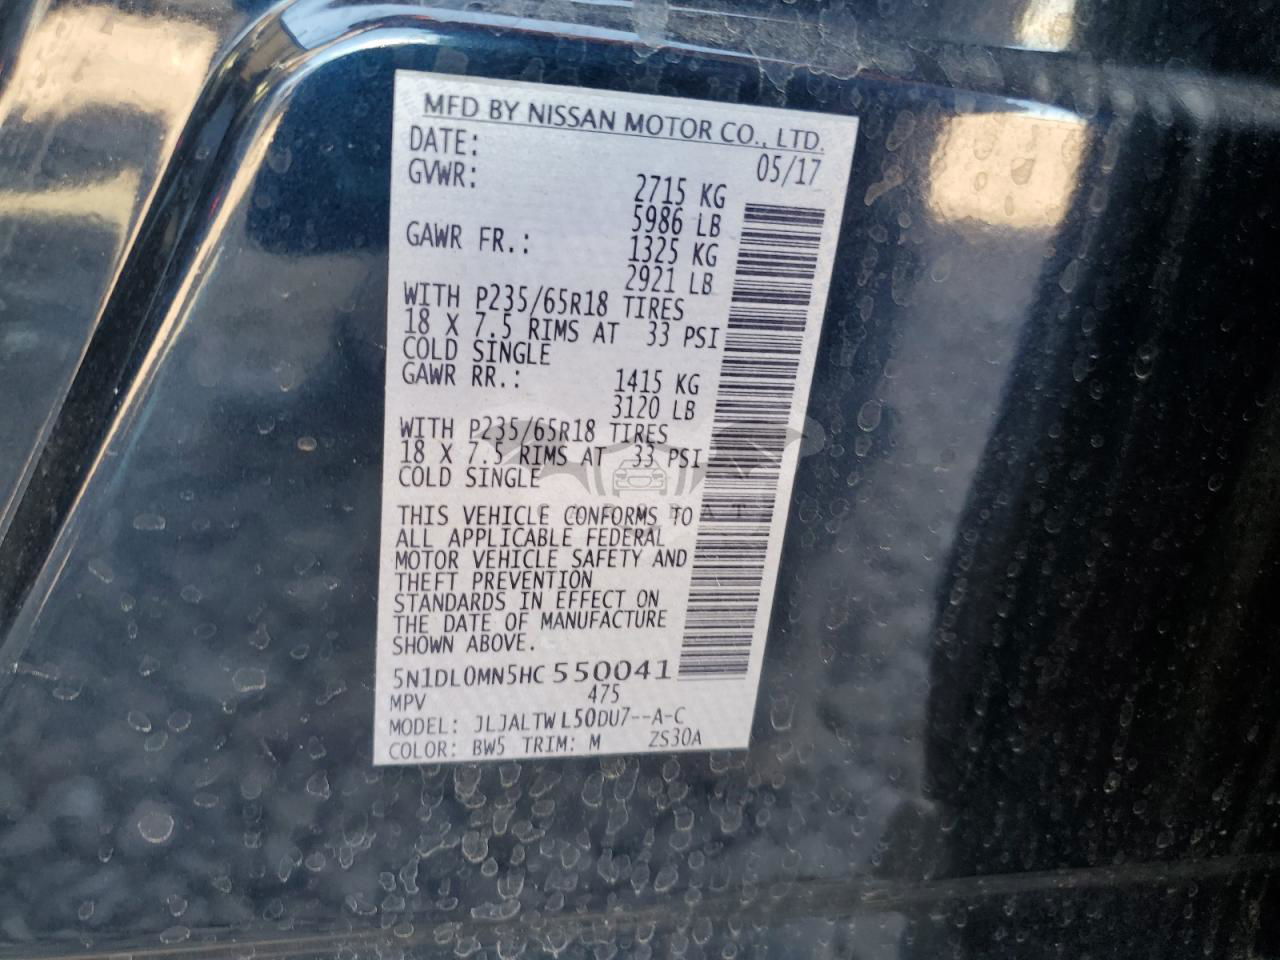 MFD BY NISSAN MOTOR CO., LTD.
DATE: 05/17
GVWR: 2715 KG
5986 LB
GAWR FR.: 1325 KG
2921 LB
WITH P235/65R18 TIRES
18 X 7.5 RIMS AT 33 PSI
COLD SINGLE
GAWR RR.: 1415 KG
3120 LB
WITH P235/65R18 TIRES
18 X 7.5 RIMS AT 33 PSI
COLD SINGLE
THIS VEHICLE CONFORMS TO
ALL APPLICABLE FEDERAL
MOTOR VEHICLE SAFETY AND
THEFT PREVENTION
STANDARDS IN EFFECT ON
THE DATE OF MANUFACTURE
SHOWN ABOVE.
5N1DL0MN5HC 550041
MPV 475
MODEL: JLJALTWL50DU7--A-C
COLOR: BW5 TRIM: M ZS30A